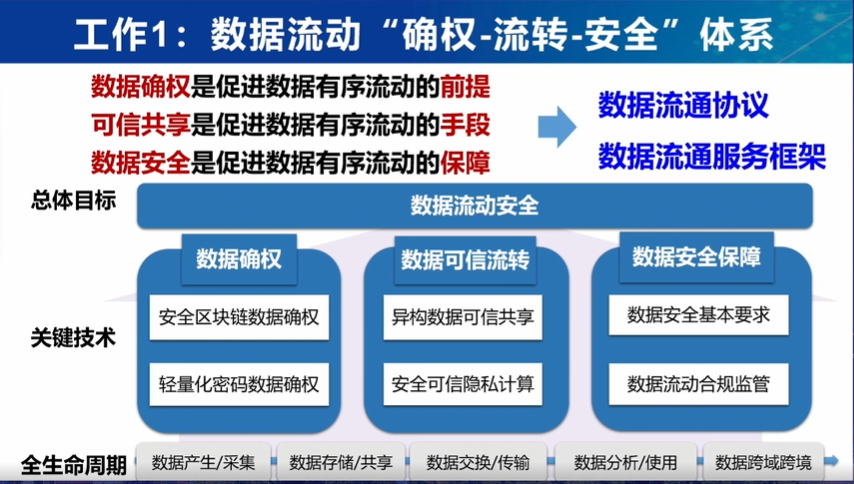 工作1：数据流动“确权-流转-安全”体系
数据确权是促进数据有序流动的前提
可信共享是促进数据有序流动的手段
数据安全是促进数据有序流动的保障
数据流通协议
数据流通服务框架
总体目标
数据流动安全
关键技术
数据确权
安全区块链数据确权
轻量化密码数据确权
数据可信流转
异构数据可信共享
安全可信隐私计算
数据安全保障
数据安全基本要求
数据流动合规监管
全生命周期
数据产生/采集
数据存储/共享
数据交换/传输
数据分析/使用
数据跨域跨境